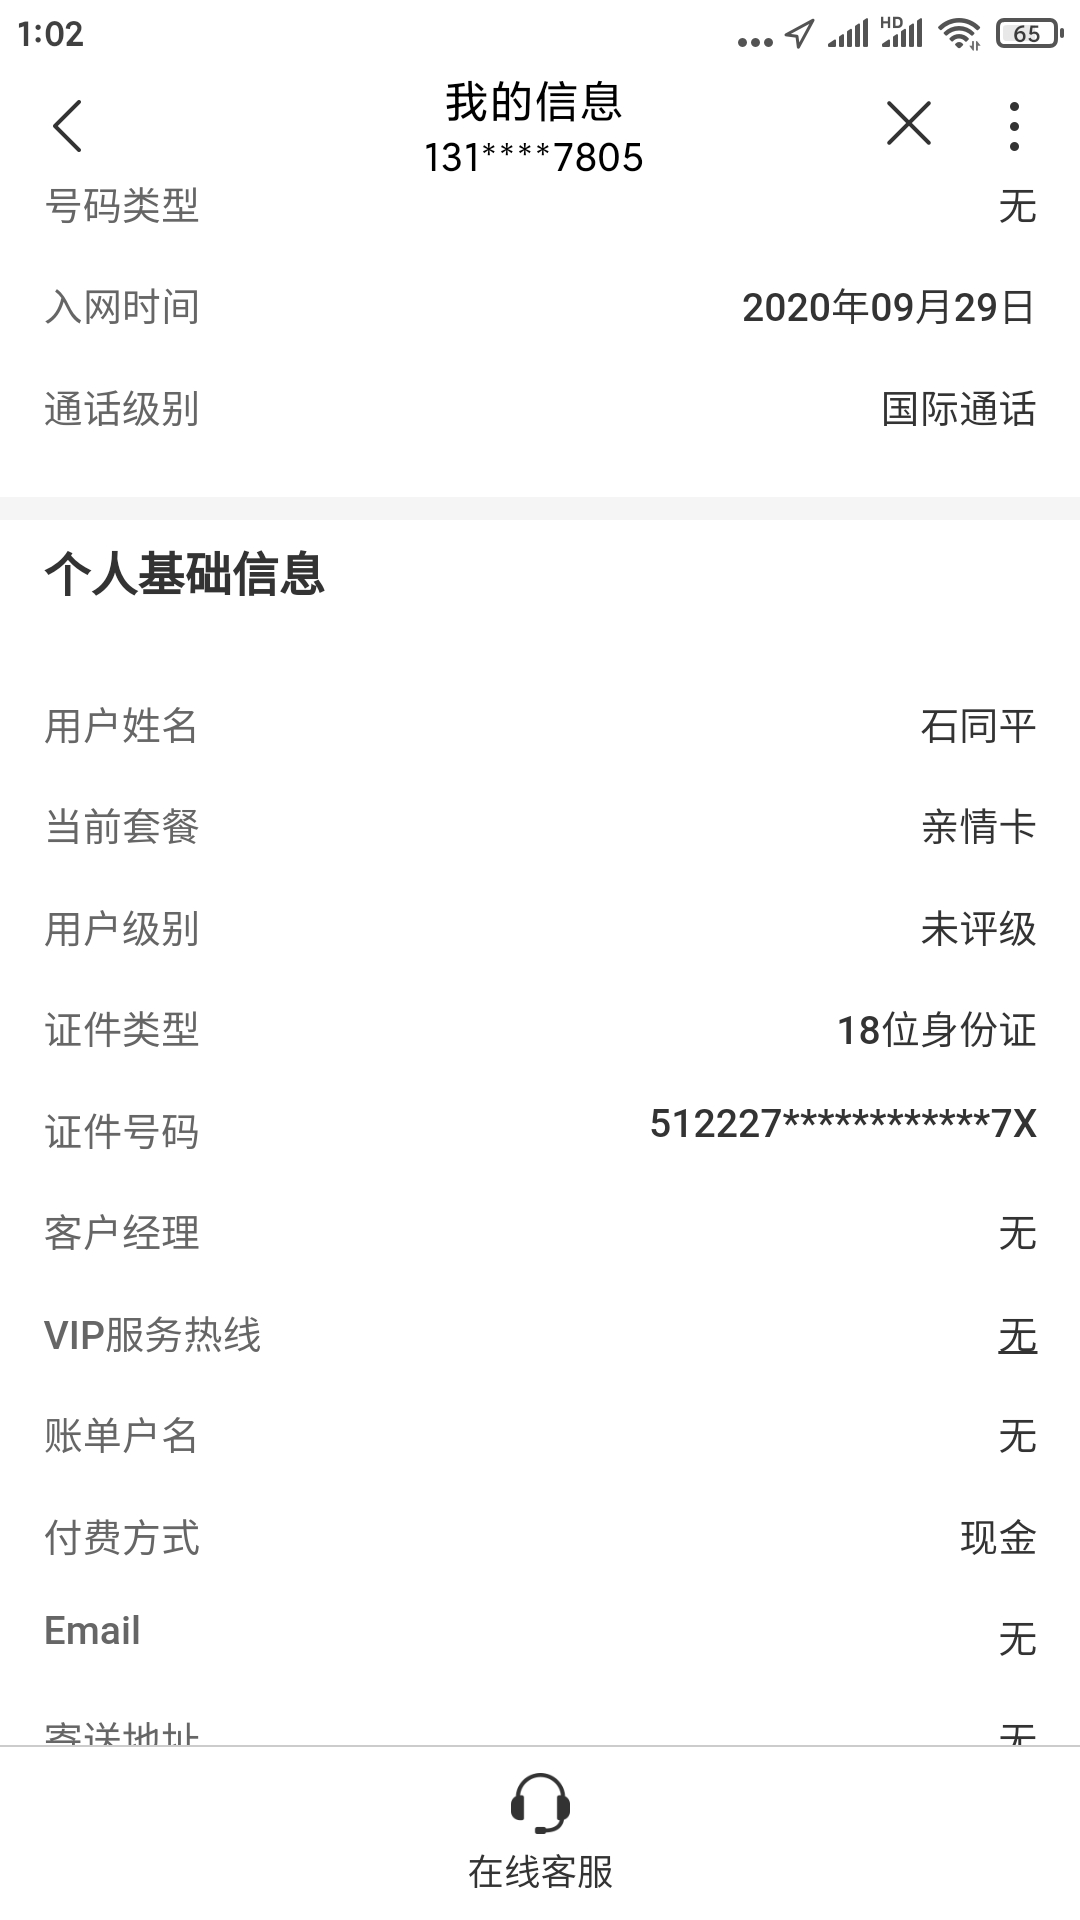 1:02
HD
65
我的信息
131****7805
号码类型 无
入网时间 2020年09月29日
通话级别 国际通话
个人基础信息
用户姓名 石同平
当前套餐 亲情卡
用户级别 未评级
证件类型 18位身份证
证件号码 512227************7X
客户经理 无
VIP服务热线 无
账单户名 无
付费方式 现金
Email 无
寄送地址 无
在线客服